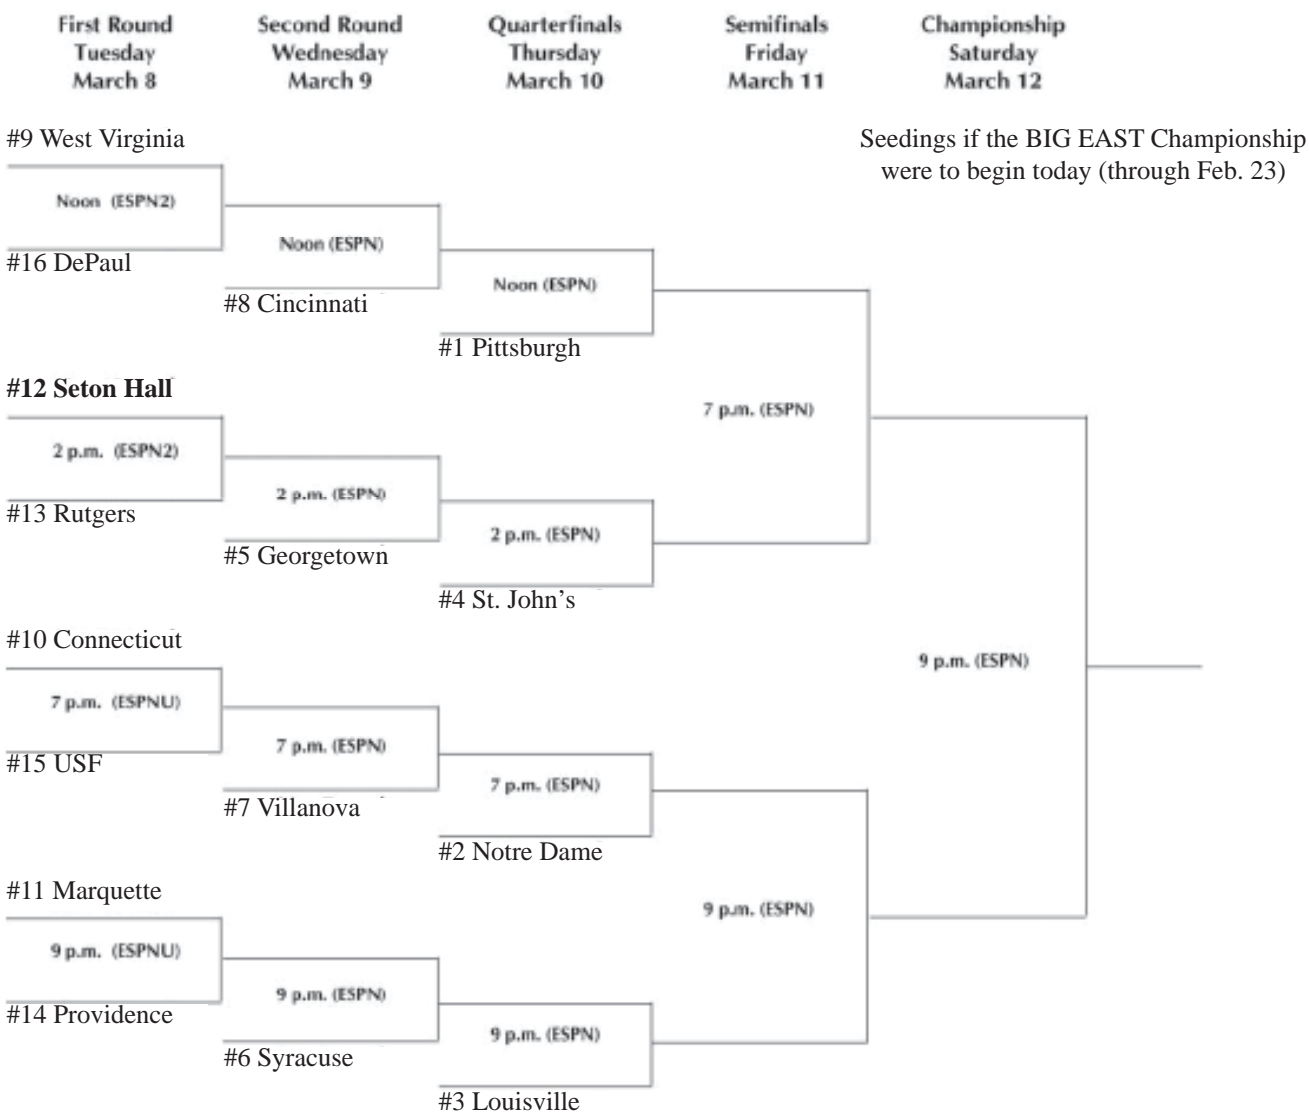 First Round
Tuesday
March 8
Second Round
Wednesday
March 9
Quarterfinals
Thursday
March 10
Semifinals
Friday
March 11
Championship
Saturday
March 12
Seedings if the BIG EAST Championship
were to begin today (through Feb. 23)
#9 West Virginia
Noon (ESPN2)
#16 DePaul
Noon (ESPN)
#8 Cincinnati
Noon (ESPN)
#1 Pittsburgh
#12 Seton Hall
2 p.m. (ESPN2)
#13 Rutgers
2 p.m. (ESPN)
#5 Georgetown
2 p.m. (ESPN)
#4 St. John’s
7 p.m. (ESPN)
#10 Connecticut
7 p.m. (ESPNU)
#15 USF
7 p.m. (ESPN)
#7 Villanova
7 p.m. (ESPN)
#2 Notre Dame
#11 Marquette
9 p.m. (ESPNU)
#14 Providence
9 p.m. (ESPN)
#6 Syracuse
9 p.m. (ESPN)
#3 Louisville
9 p.m. (ESPN)
9 p.m. (ESPN)